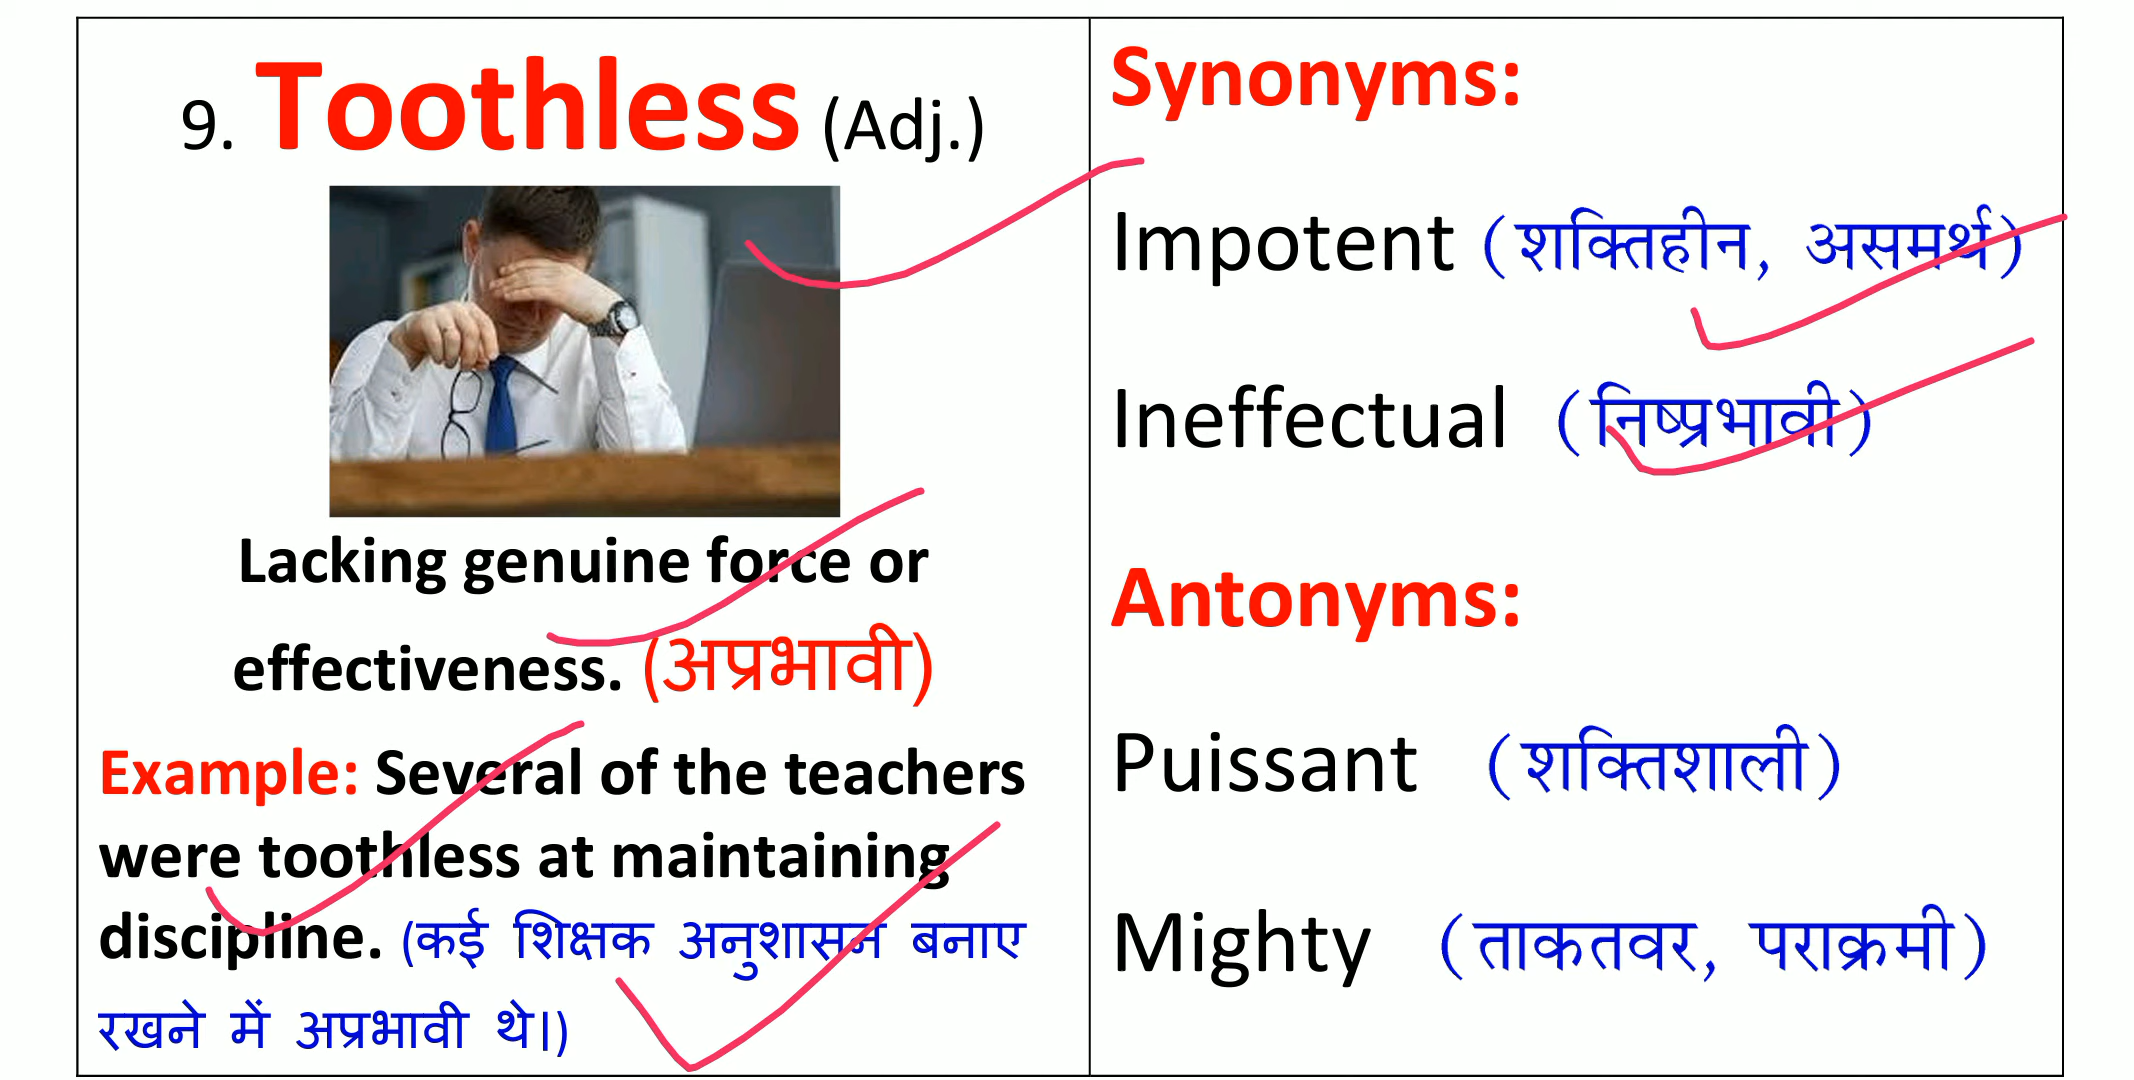 9. Toothless (Adj.)
Lacking genuine force or
effectiveness. (अप्रभावी)
Example: Several of the teachers
were toothless at maintaining
discipline. (कई शिक्षक अनुशासन बनाए
रखने में अप्रभावी थे।)
Synonyms:
Impotent (शक्तिहीन, असमर्थ)
Ineffectual (निष्प्रभावी)
Antonyms:
Puissant (शक्तिशाली)
Mighty (ताकतवर, पराक्रमी)